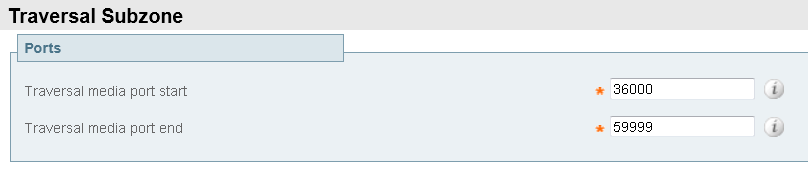 Traversal Subzone
Ports
Traversal media port start * 36000 i
Traversal media port end * 59999 i